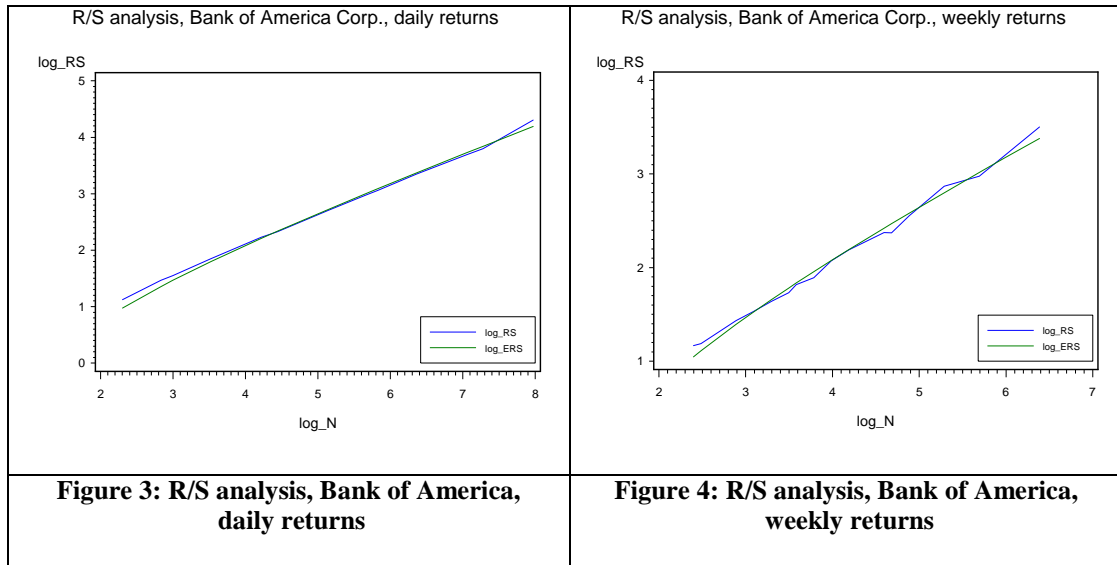 R/S analysis, Bank of America Corp., daily returns
log_RS
5
4
3
2
1
0
2 3 4 5 6 7 8
log_N
log_RS
log_ERS
R/S analysis, Bank of America Corp., weekly returns
log_RS
4
3
2
1
2 3 4 5 6 7
log_N
log_RS
log_ERS
Figure 3: R/S analysis, Bank of America,
daily returns
Figure 4: R/S analysis, Bank of America,
weekly returns